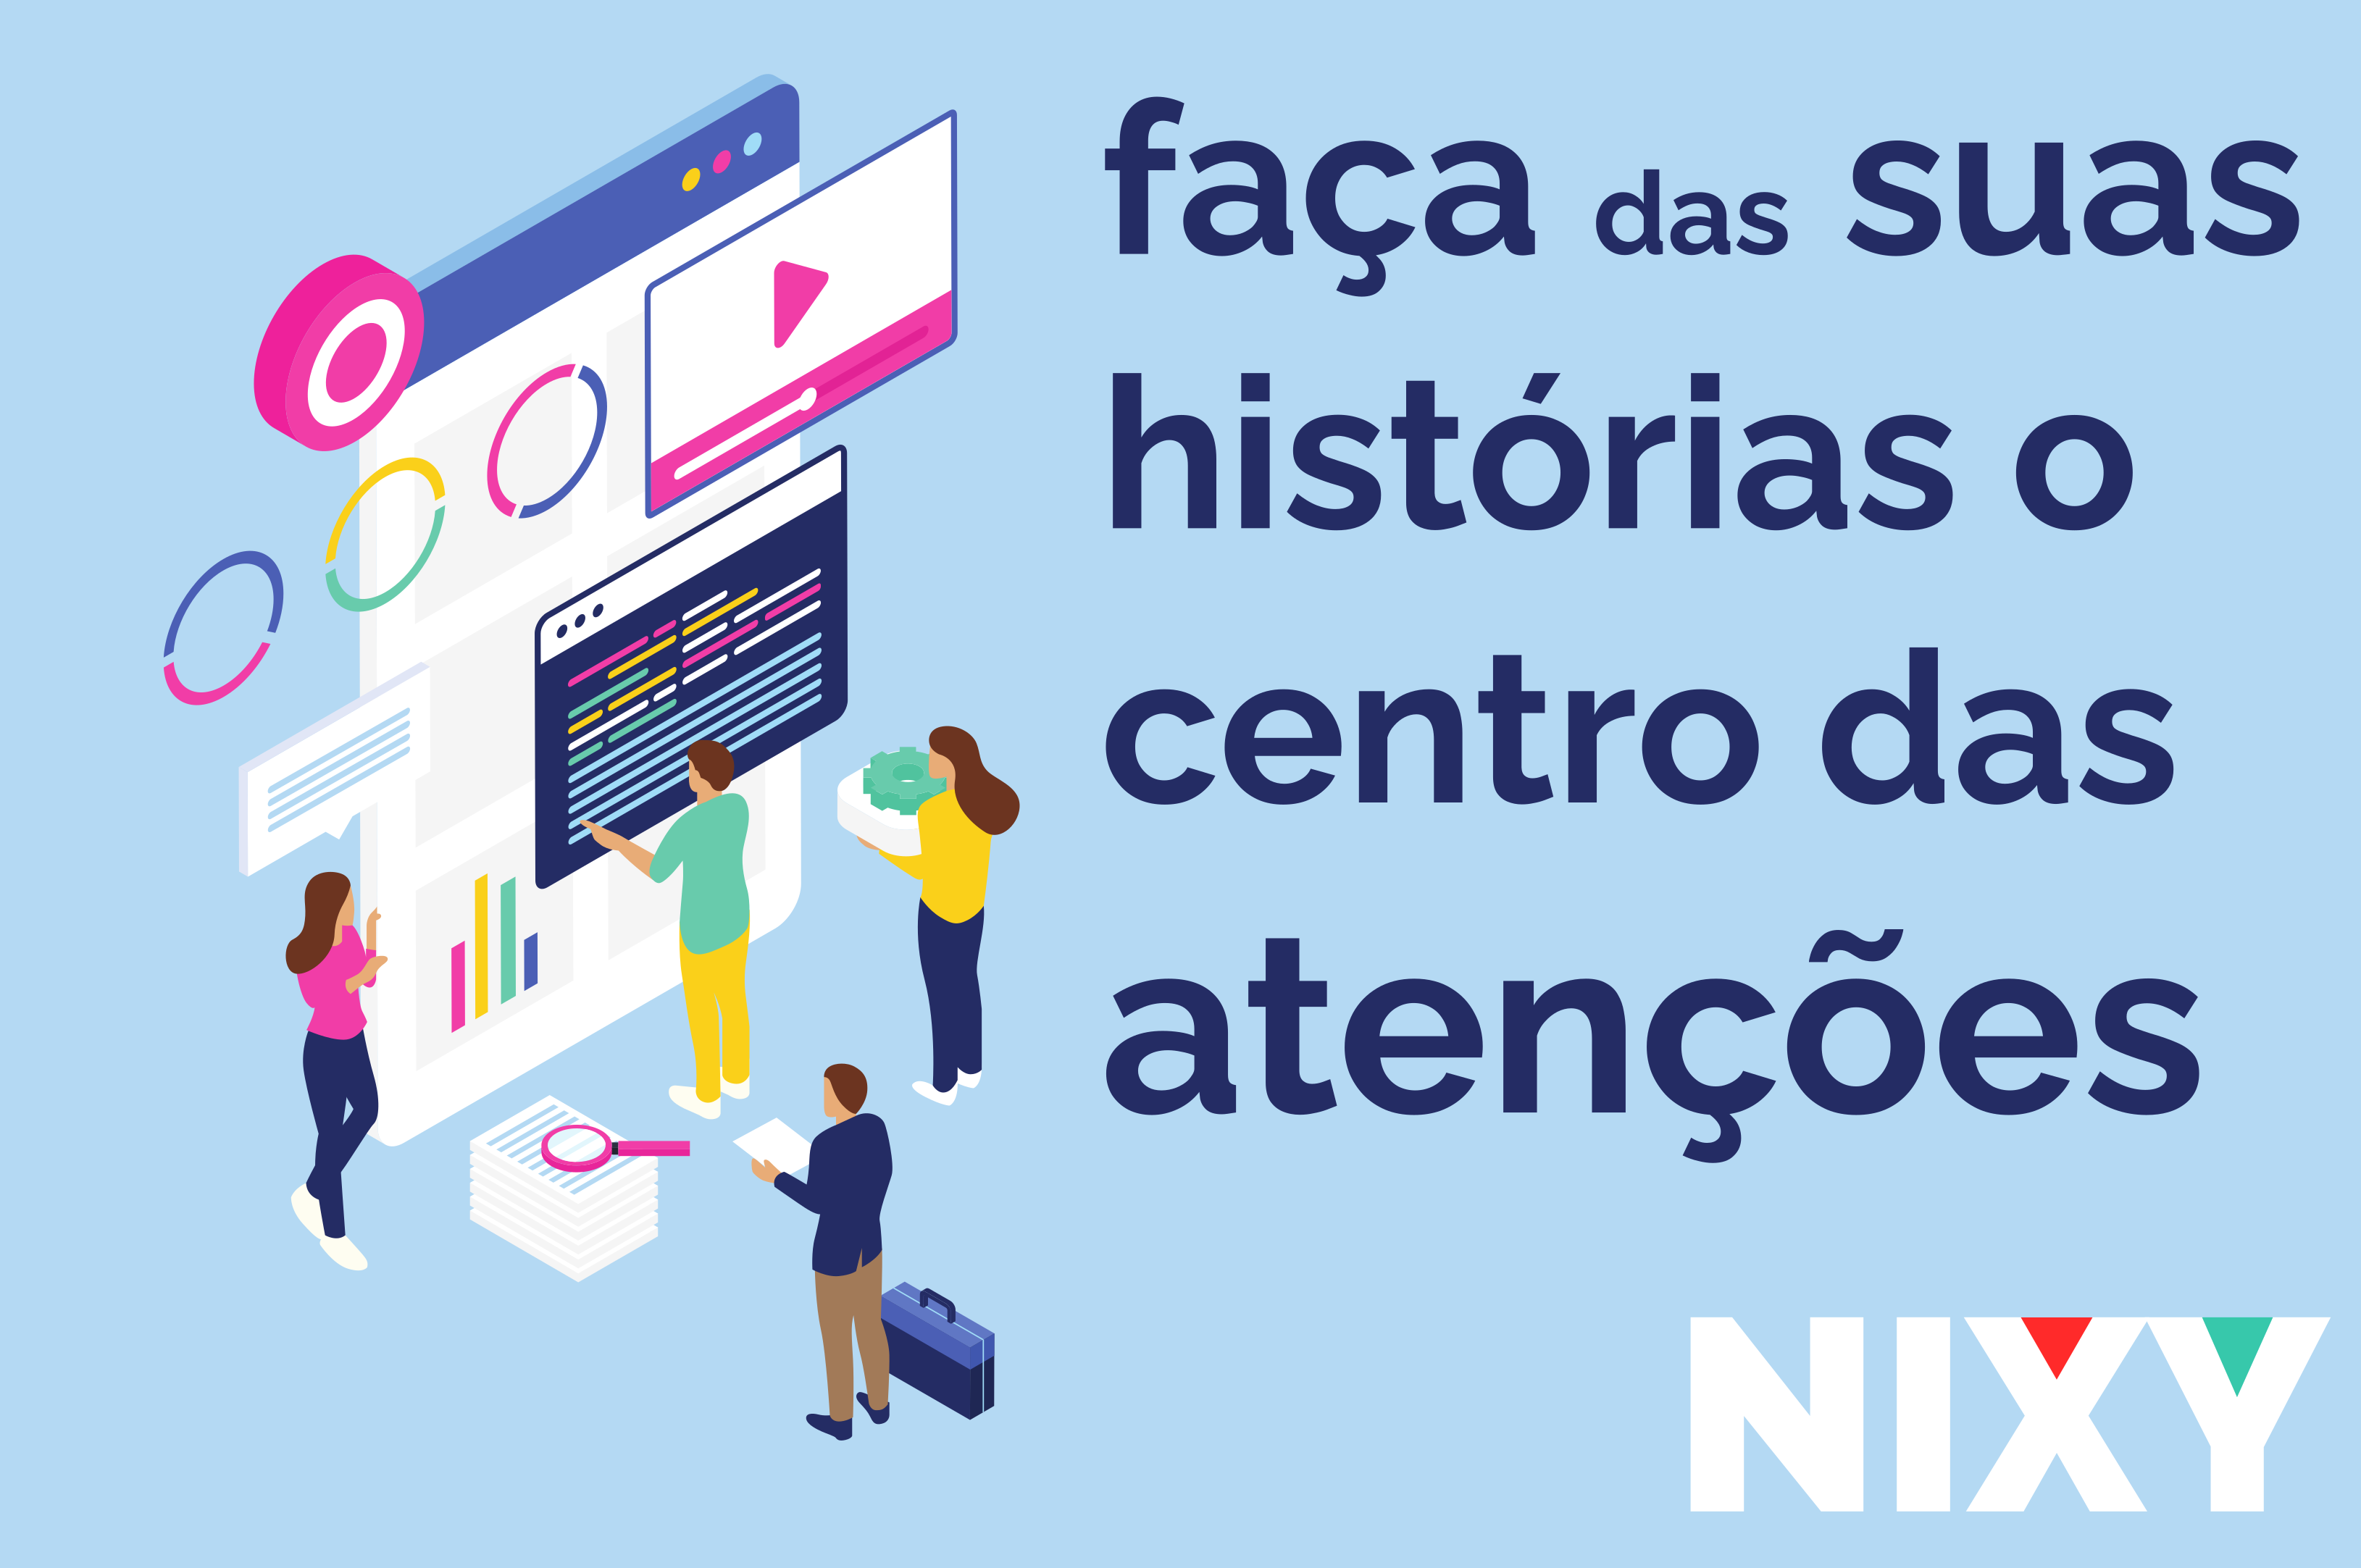 faça das suas
histórias o
centro das
atenções
NIXY